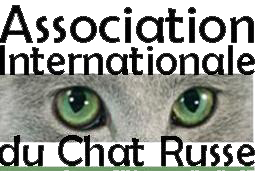 Association
Internationale
du Chat Russe